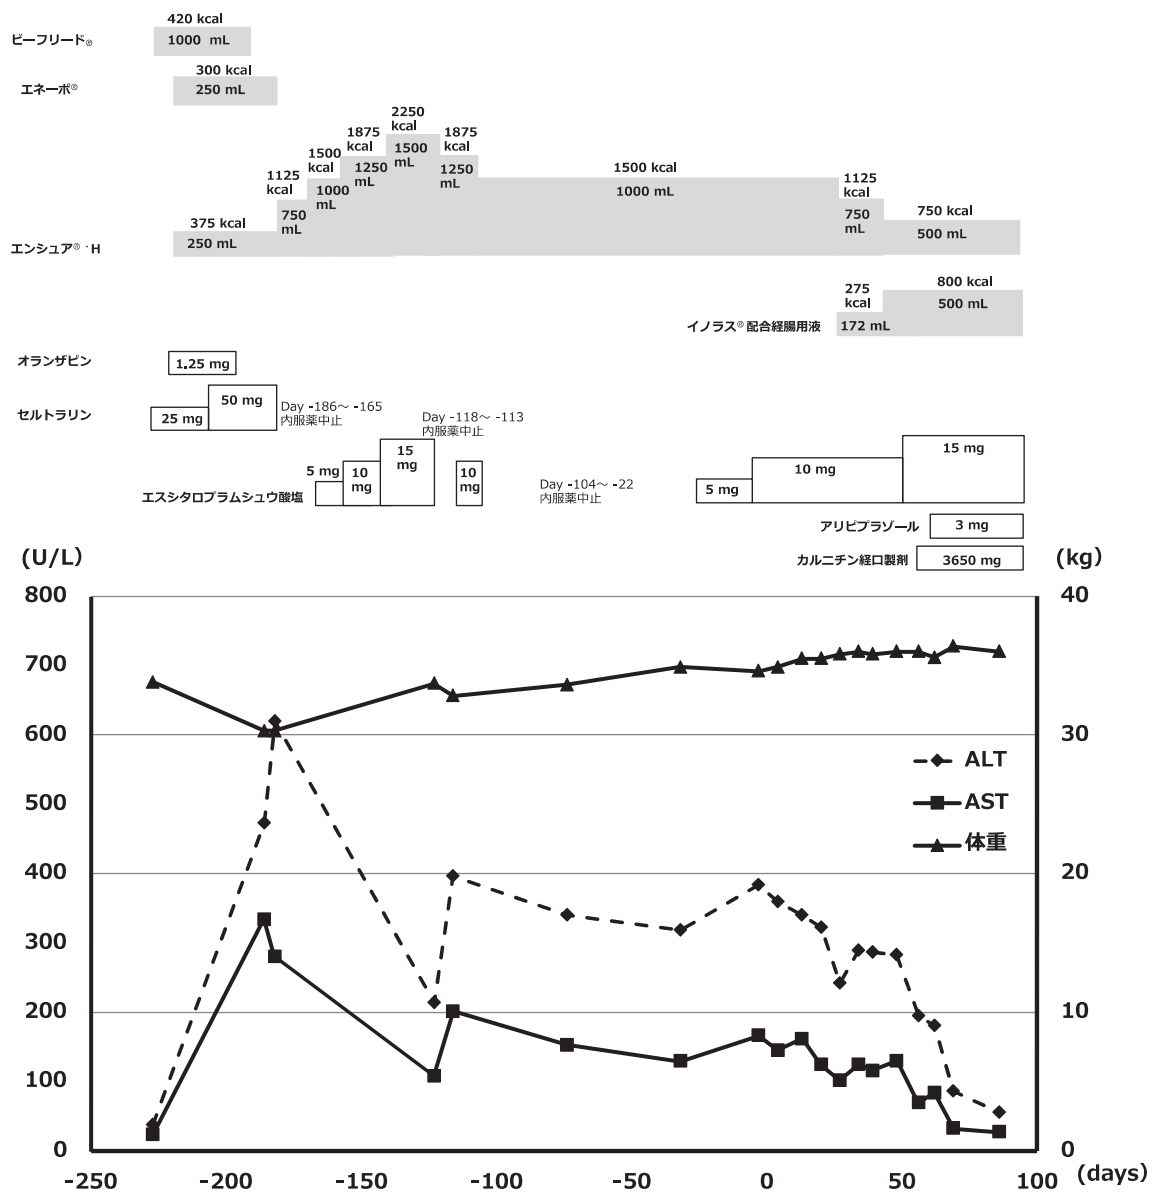 420 kcal
ビーフリード®
1000 mL
300 kcal
エネーボ®
250 mL
2250
kcal
1875
kcal
1875
kcal
1500
kcal
1500
mL
1500 kcal
1125
kcal
1250
mL
1250
mL
1125
kcal
1000
mL
1000 mL
375 kcal
750
mL
750
mL
750 kcal
エンシュア®・H
250 mL
500 mL
275
kcal
800 kcal
500 mL
イノラス®配合経腸用液
172 mL
オランザピン
1.25 mg
セルトラリン
25 mg
50 mg
Day -186～ -165
内服薬中止
Day -118～ -113
内服薬中止
エスシタロプラムシュウ酸塩
5 mg
10
mg
15
mg
10
mg
Day -104～ -22
内服薬中止
5 mg
10 mg
15 mg
アリピプラゾール
3 mg
カルニチン経口製剤
3650 mg
(U/L)
(kg)
800
40
700
600
30
ALT
500
AST
体重
400
20
300
200
10
100
0
0
-250
-200
-150
-100
-50
0
50
100
(days)